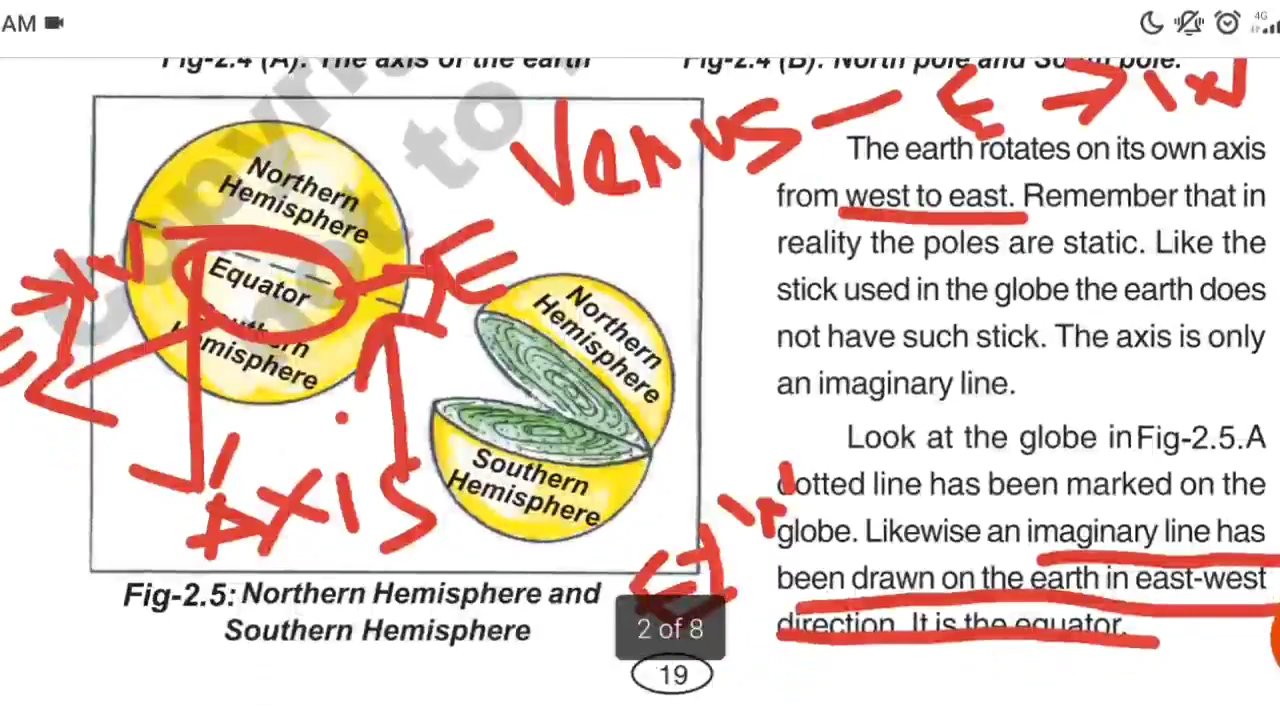 AM
4G
Fig-2.4 (A): The axis of the earth
Fig-2.4 (B): North pole and South pole.
Venus - E → W
Northern
Hemisphere
Equator
Southern
Hemisphere
W
E
AXIS
Northern
Hemisphere
Southern
Hemisphere
Fig-2.5: Northern Hemisphere and
Southern Hemisphere
The earth rotates on its own axis
from west to east. Remember that in
reality the poles are static. Like the
stick used in the globe the earth does
not have such stick. The axis is only
an imaginary line.
Look at the globe in Fig-2.5. A
dotted line has been marked on the
globe. Likewise an imaginary line has
been drawn on the earth in east-west
direction. It is the equator.
2 of 8
19